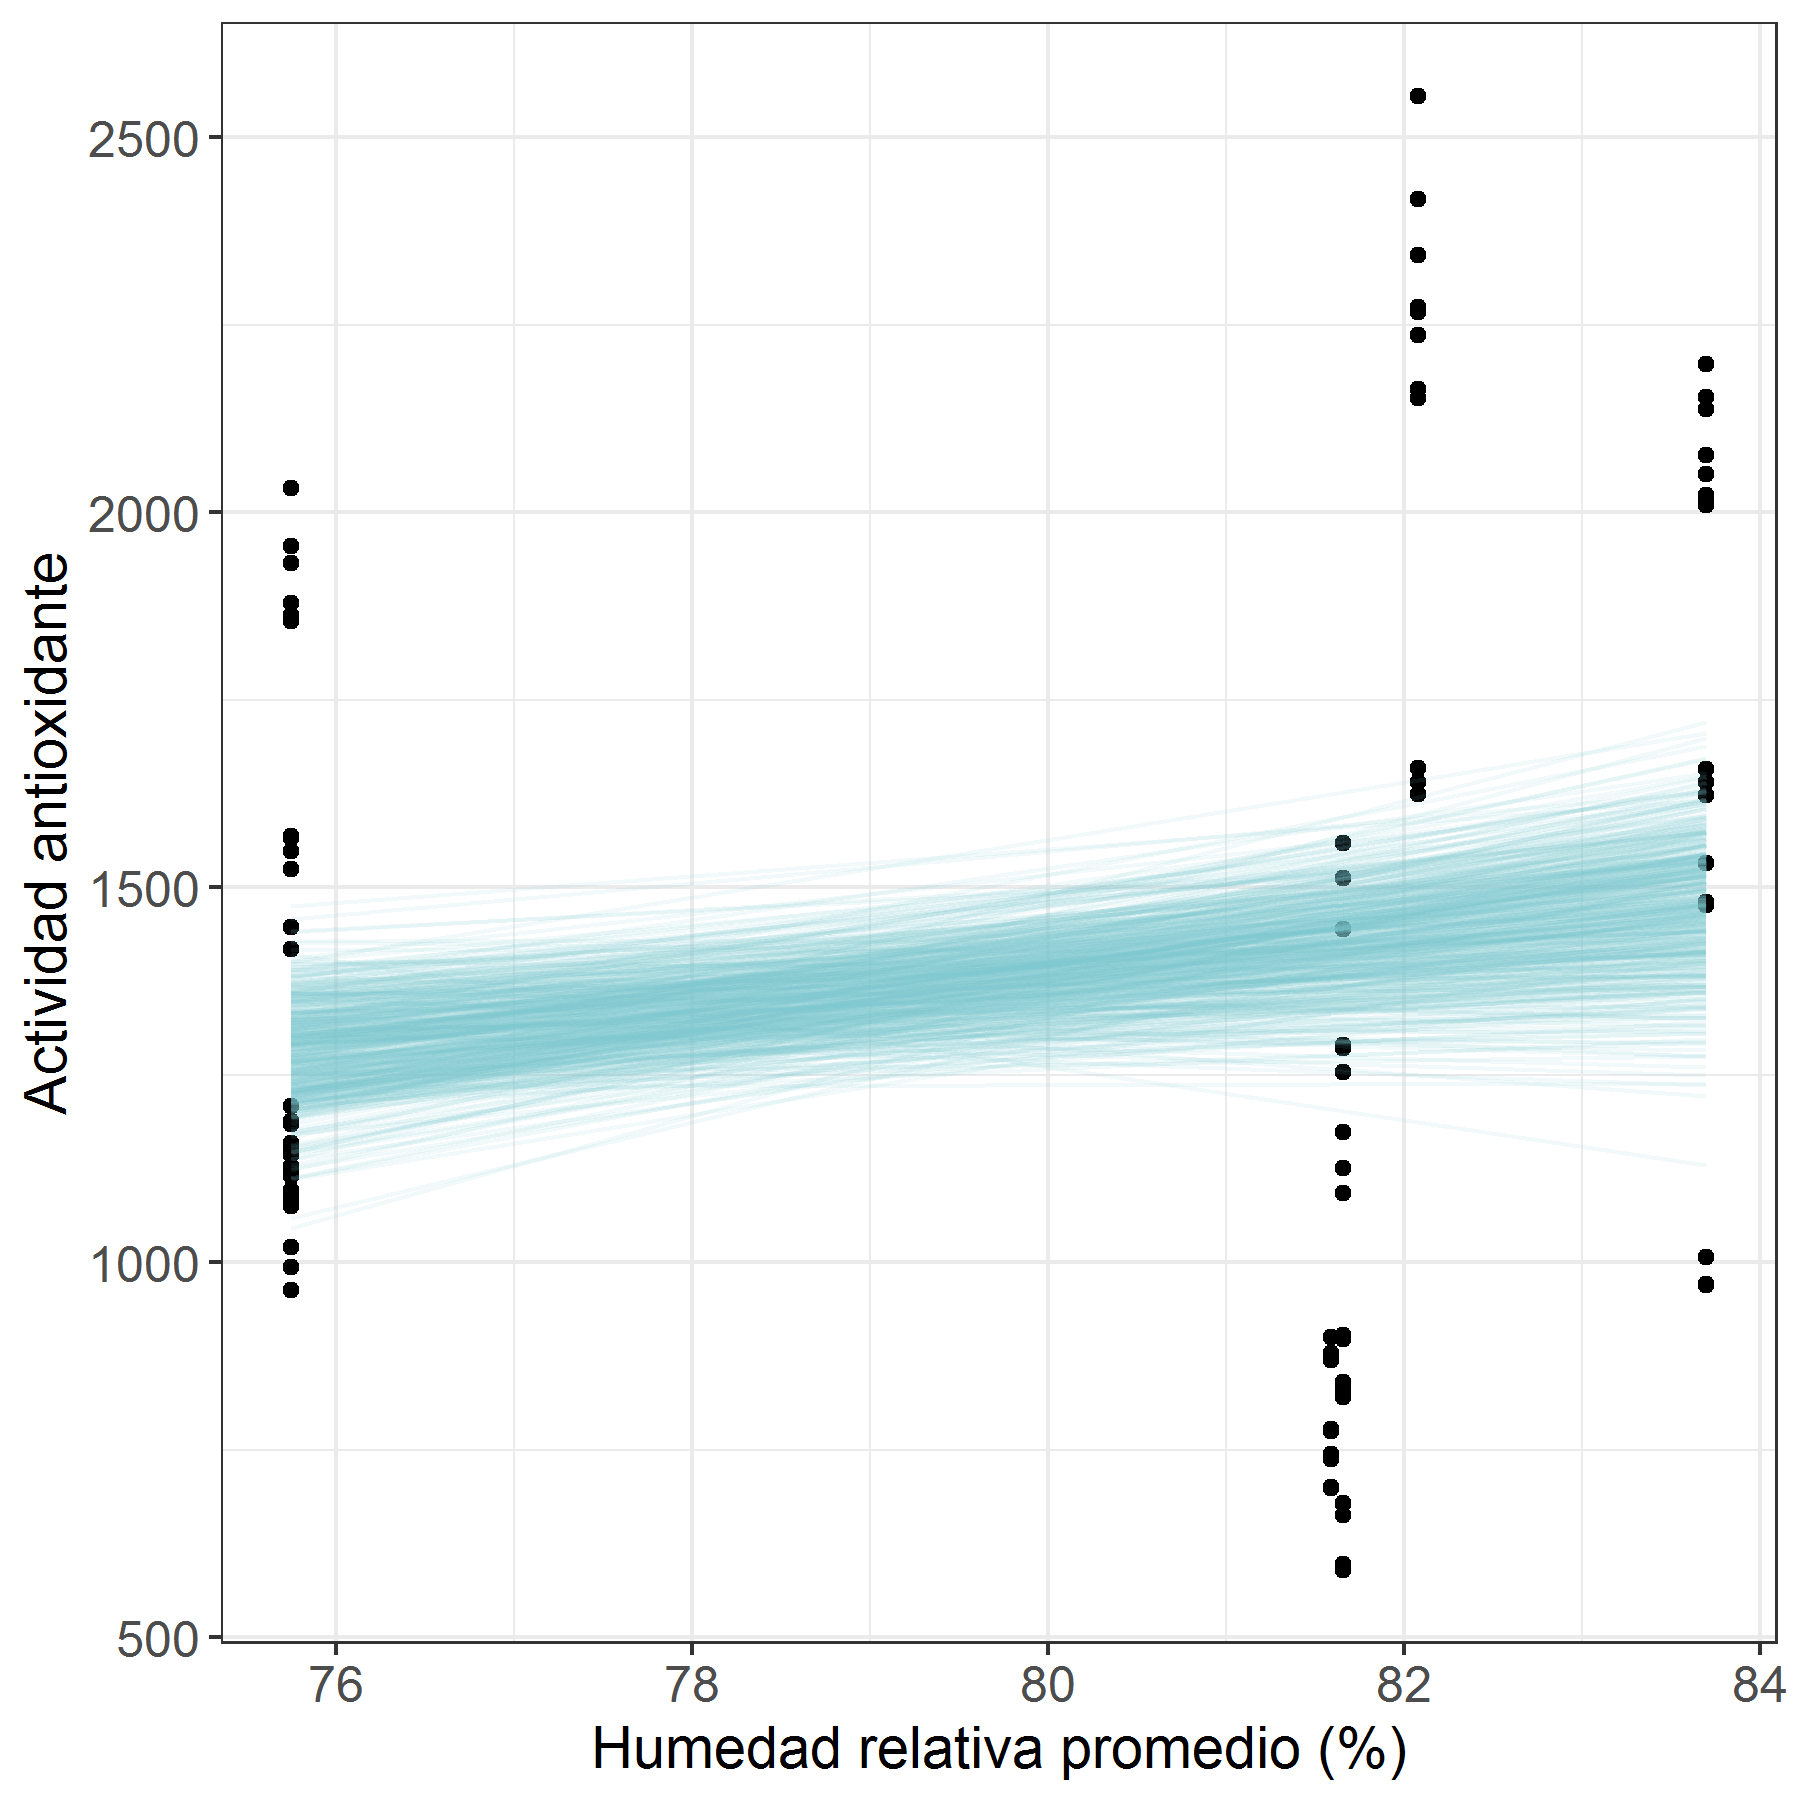 Actividad antioxidante
2500
2000
1500
1000
500
76 78 80 82 84
Humedad relativa promedio (%)